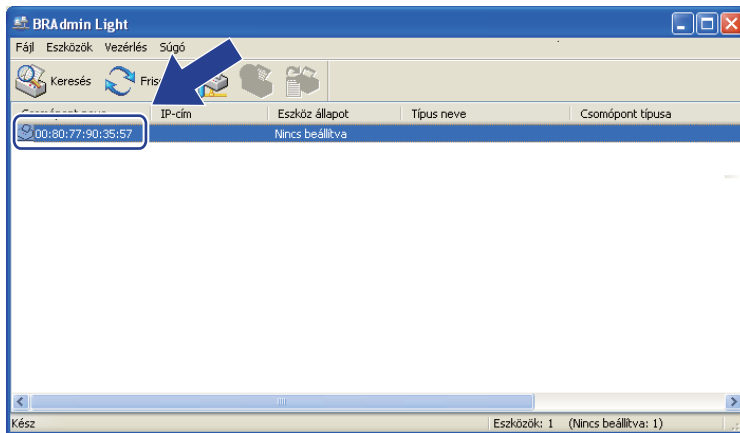 BRAdmin Light
Fájl Eszközök Vezérlés Súgó
Keresés
IP-cím Eszköz állapot Típus neve Csomópont típusa
00:80:77:90:35:57 Nincs beállítva
Kész Eszközök: 1 (Nincs beállítva: 1)